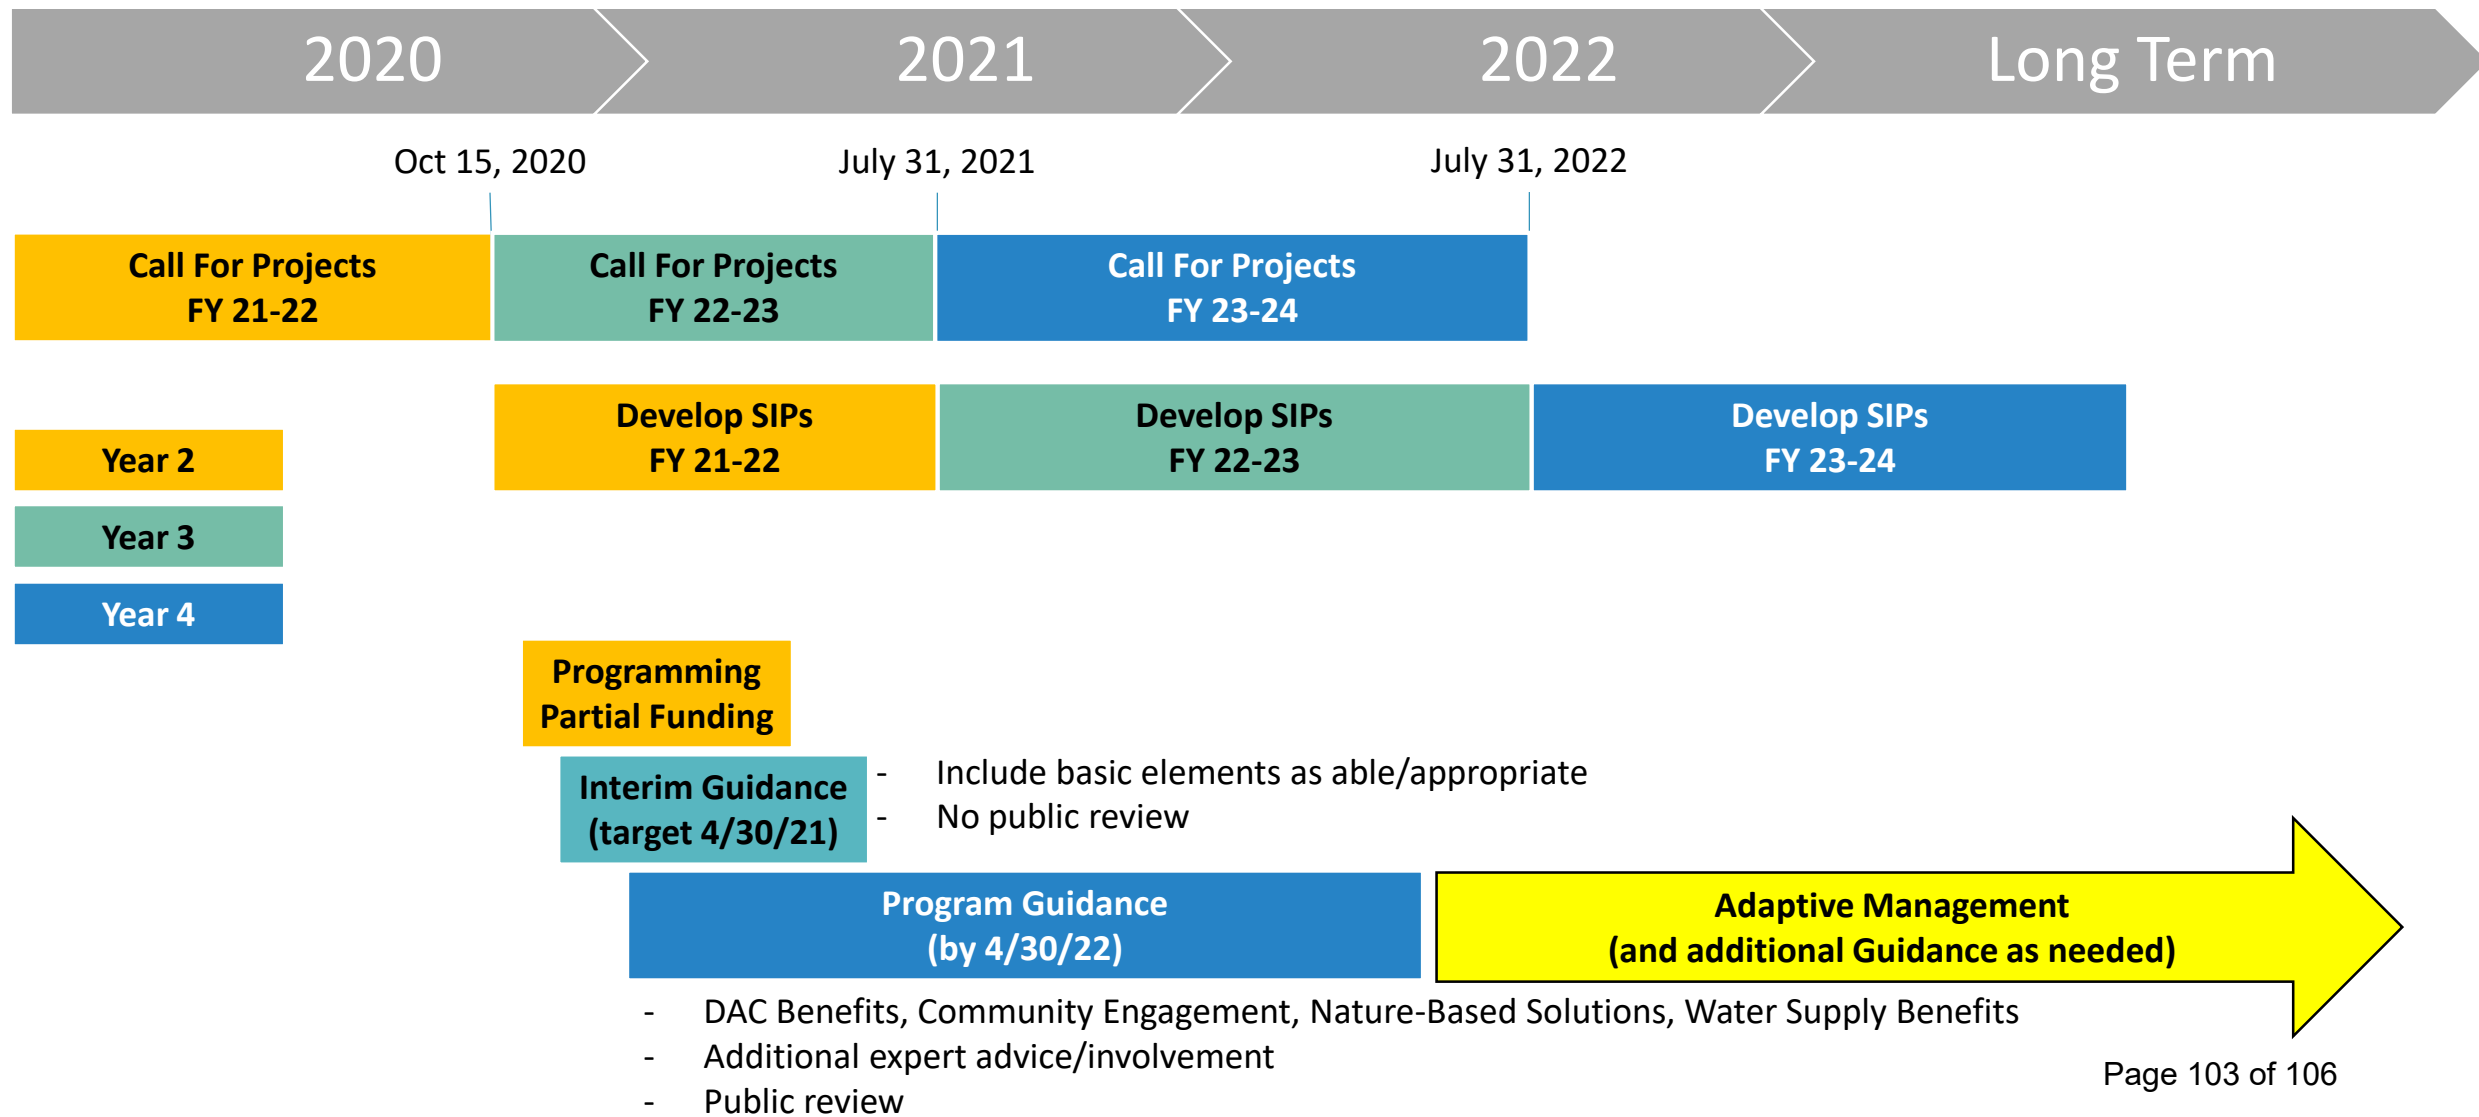 2020
2021
2022
Long Term
Oct 15, 2020
July 31, 2021
July 31, 2022
Call For Projects
FY 21-22
Call For Projects
FY 22-23
Call For Projects
FY 23-24
Develop SIPs
FY 21-22
Develop SIPs
FY 22-23
Develop SIPs
FY 23-24
Year 2
Year 3
Year 4
Programming
Partial Funding
Interim Guidance
(target 4/30/21)
- Include basic elements as able/appropriate
- No public review
Program Guidance
(by 4/30/22)
Adaptive Management
(and additional Guidance as needed)
- DAC Benefits, Community Engagement, Nature-Based Solutions, Water Supply Benefits
- Additional expert advice/involvement
- Public review
Page 103 of 106